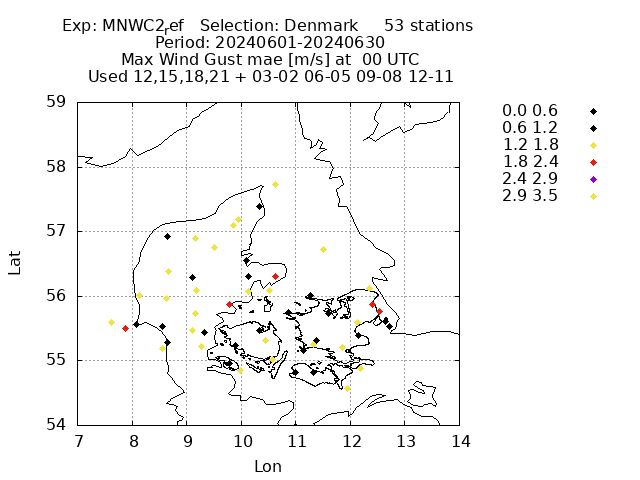 Exp: MNWC2ref Selection: Denmark 53 stations
Period: 20240601-20240630
Max Wind Gust mae [m/s] at 00 UTC
Used 12,15,18,21 + 03-02 06-05 09-08 12-11
0.0 0.6
0.6 1.2
1.2 1.8
1.8 2.4
2.4 2.9
2.9 3.5
59
58
57
56
55
54
Lat
7 8 9 10 11 12 13 14
Lon